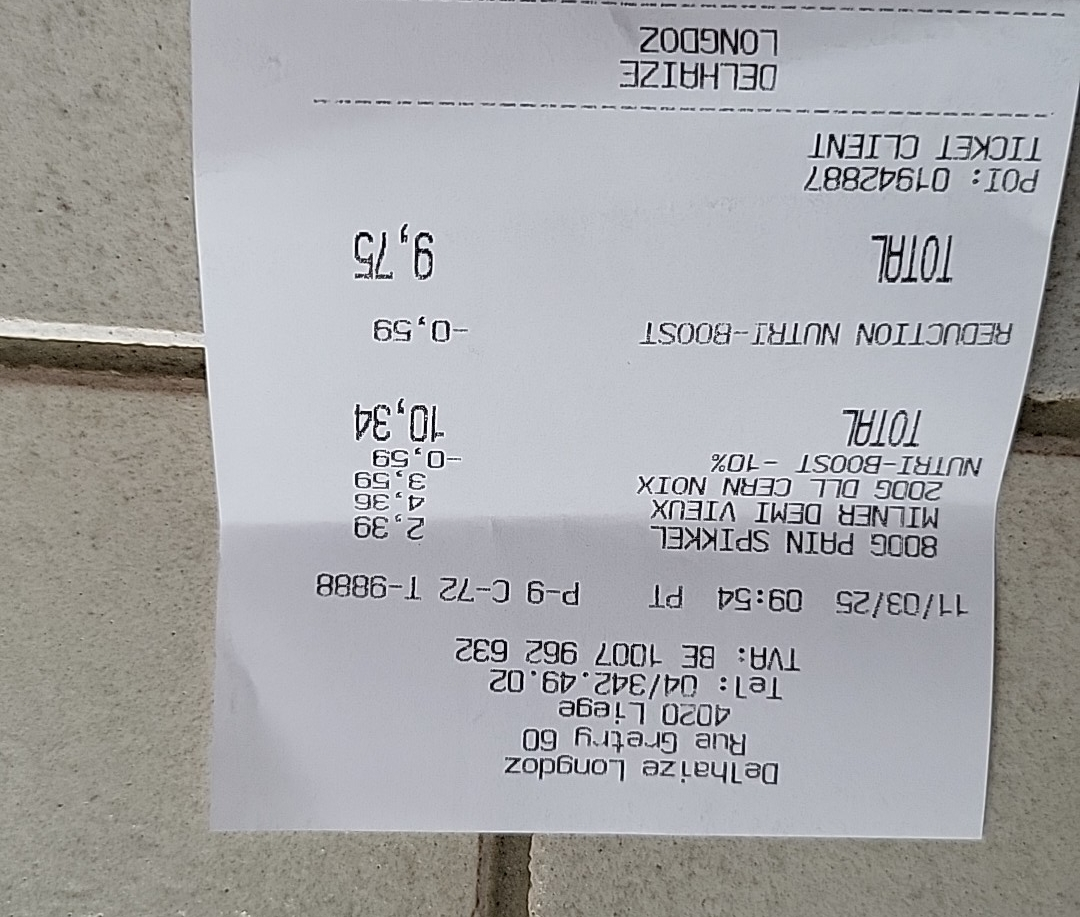 Delhaize Longdoz
Rue Gretry 60
4020 Liege
Tel: 04/342.49.02
TVA: BE 1007 962 632
11/03/25 09:54 PT P-9 C-72 T-9888
800G PAIN SPIKKEL 2,39
MILNER DEMI VIEUX 4,36
200G DLL CERN NOIX 3,59
NUTRI-BOOST -10% -0,59
TOTAL 10,34
REDUCTION NUTRI-BOOST -0,59
TOTAL 9,75
POI: 01942887
TICKET CLIENT
DELHAIZE
LONGDOZ